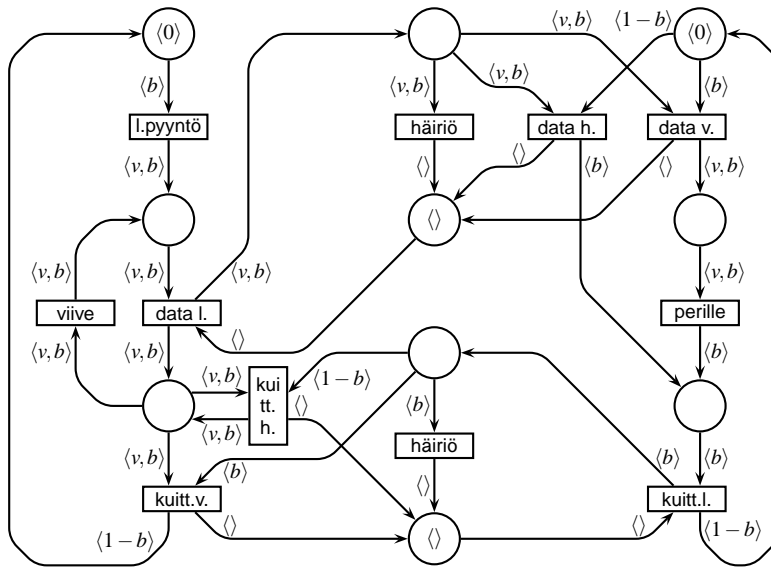 ⟨0⟩ ⟨v,b⟩ ⟨1−b⟩ ⟨0⟩
⟨b⟩ ⟨v,b⟩ ⟨v,b⟩ ⟨b⟩
l.pyyntö häiriö data h. data v.
⟨v,b⟩ ⟨⟩ ⟨⟩ ⟨b⟩ ⟨⟩ ⟨v,b⟩
⟨⟩
⟨v,b⟩ ⟨v,b⟩ ⟨v,b⟩ ⟨v,b⟩
viive data l. perille
⟨v,b⟩ ⟨v,b⟩ ⟨⟩ ⟨b⟩
⟨v,b⟩ kui ⟨1−b⟩
tt. ⟨⟩ ⟨b⟩
⟨v,b⟩ h.
häiriö
⟨v,b⟩ ⟨b⟩ ⟨b⟩ ⟨b⟩
kuitt.v. ⟨⟩ kuitt.l.
⟨1−b⟩ ⟨⟩ ⟨⟩ ⟨⟩ ⟨1−b⟩